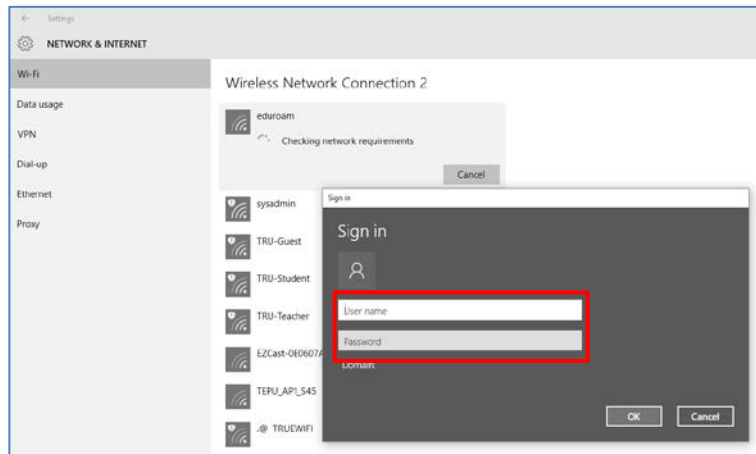 Settings
NETWORK & INTERNET
Wi-Fi
Data usage
VPN
Dial-up
Ethernet
Proxy
Wireless Network Connection 2
eduroam
Checking network requirements
Cancel
sysadmin
TRU-Guest
TRU-Student
TRU-Teacher
EZCast-0E0607A
TEPU_AP1_S45
.@ TRUEWIFI
Sign in
Sign in
User name
Password
Domain:
OK
Cancel